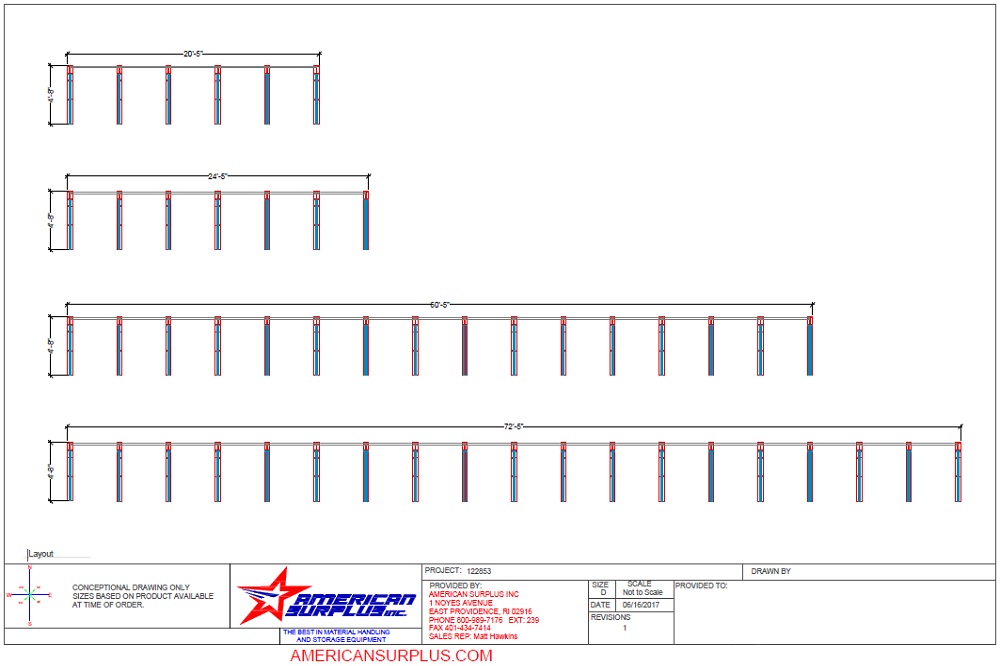 20'-5"
4'-8"
24'-5"
4'-8"
60'-5"
4'-8"
72'-5"
4'-8"
Layout
N
W
E
S
CONCEPTIONAL DRAWING ONLY
SIZES BASED ON PRODUCT AVAILABLE
AT TIME OF ORDER.
AMERICAN
SURPLUS INC.
THE BEST IN MATERIAL HANDLING
AND STORAGE EQUIPMENT
PROJECT: 122853
PROVIDED BY:
AMERICAN SURPLUS INC
1 NOYES AVENUE
EAST PROVIDENCE, RI 02916
PHONE 800-989-7176 EXT: 239
FAX 401-434-7414
SALES REP: Matt Hawkins
SIZE
D
SCALE
Not to Scale
DATE 06/16/2017
REVISIONS
1
DRAWN BY
PROVIDED TO:
AMERICANSURPLUS.COM